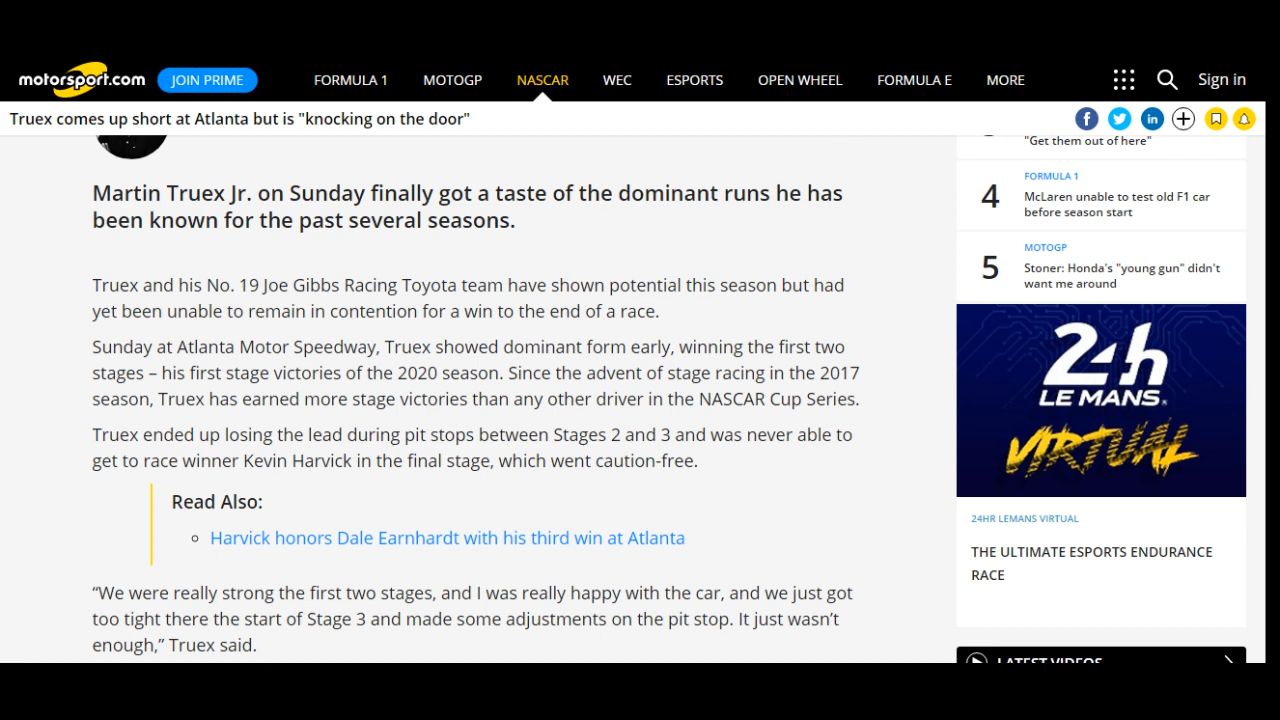 motorsport.com
JOIN PRIME
FORMULA 1
MOTOGP
NASCAR
WEC
ESPORTS
OPEN WHEEL
FORMULA E
MORE
Sign in
Truex comes up short at Atlanta but is "knocking on the door"
Martin Truex Jr. on Sunday finally got a taste of the dominant runs he has
been known for the past several seasons.
Truex and his No. 19 Joe Gibbs Racing Toyota team have shown potential this season but had
yet been unable to remain in contention for a win to the end of a race.
Sunday at Atlanta Motor Speedway, Truex showed dominant form early, winning the first two
stages – his first stage victories of the 2020 season. Since the advent of stage racing in the 2017
season, Truex has earned more stage victories than any other driver in the NASCAR Cup Series.
Truex ended up losing the lead during pit stops between Stages 2 and 3 and was never able to
get to race winner Kevin Harvick in the final stage, which went caution-free.
Read Also:
Harvick honors Dale Earnhardt with his third win at Atlanta
“We were really strong the first two stages, and I was really happy with the car, and we just got
too tight there the start of Stage 3 and made some adjustments on the pit stop. It just wasn’t
enough,” Truex said.
"Get them out of here"
4
FORMULA 1
McLaren unable to test old F1 car
before season start
5
MOTOGP
Stoner: Honda's "young gun" didn't
want me around
24h
LE MANS
VIRTUAL
24HR LEMANS VIRTUAL
THE ULTIMATE ESPORTS ENDURANCE
RACE
LATEST VIDEOS